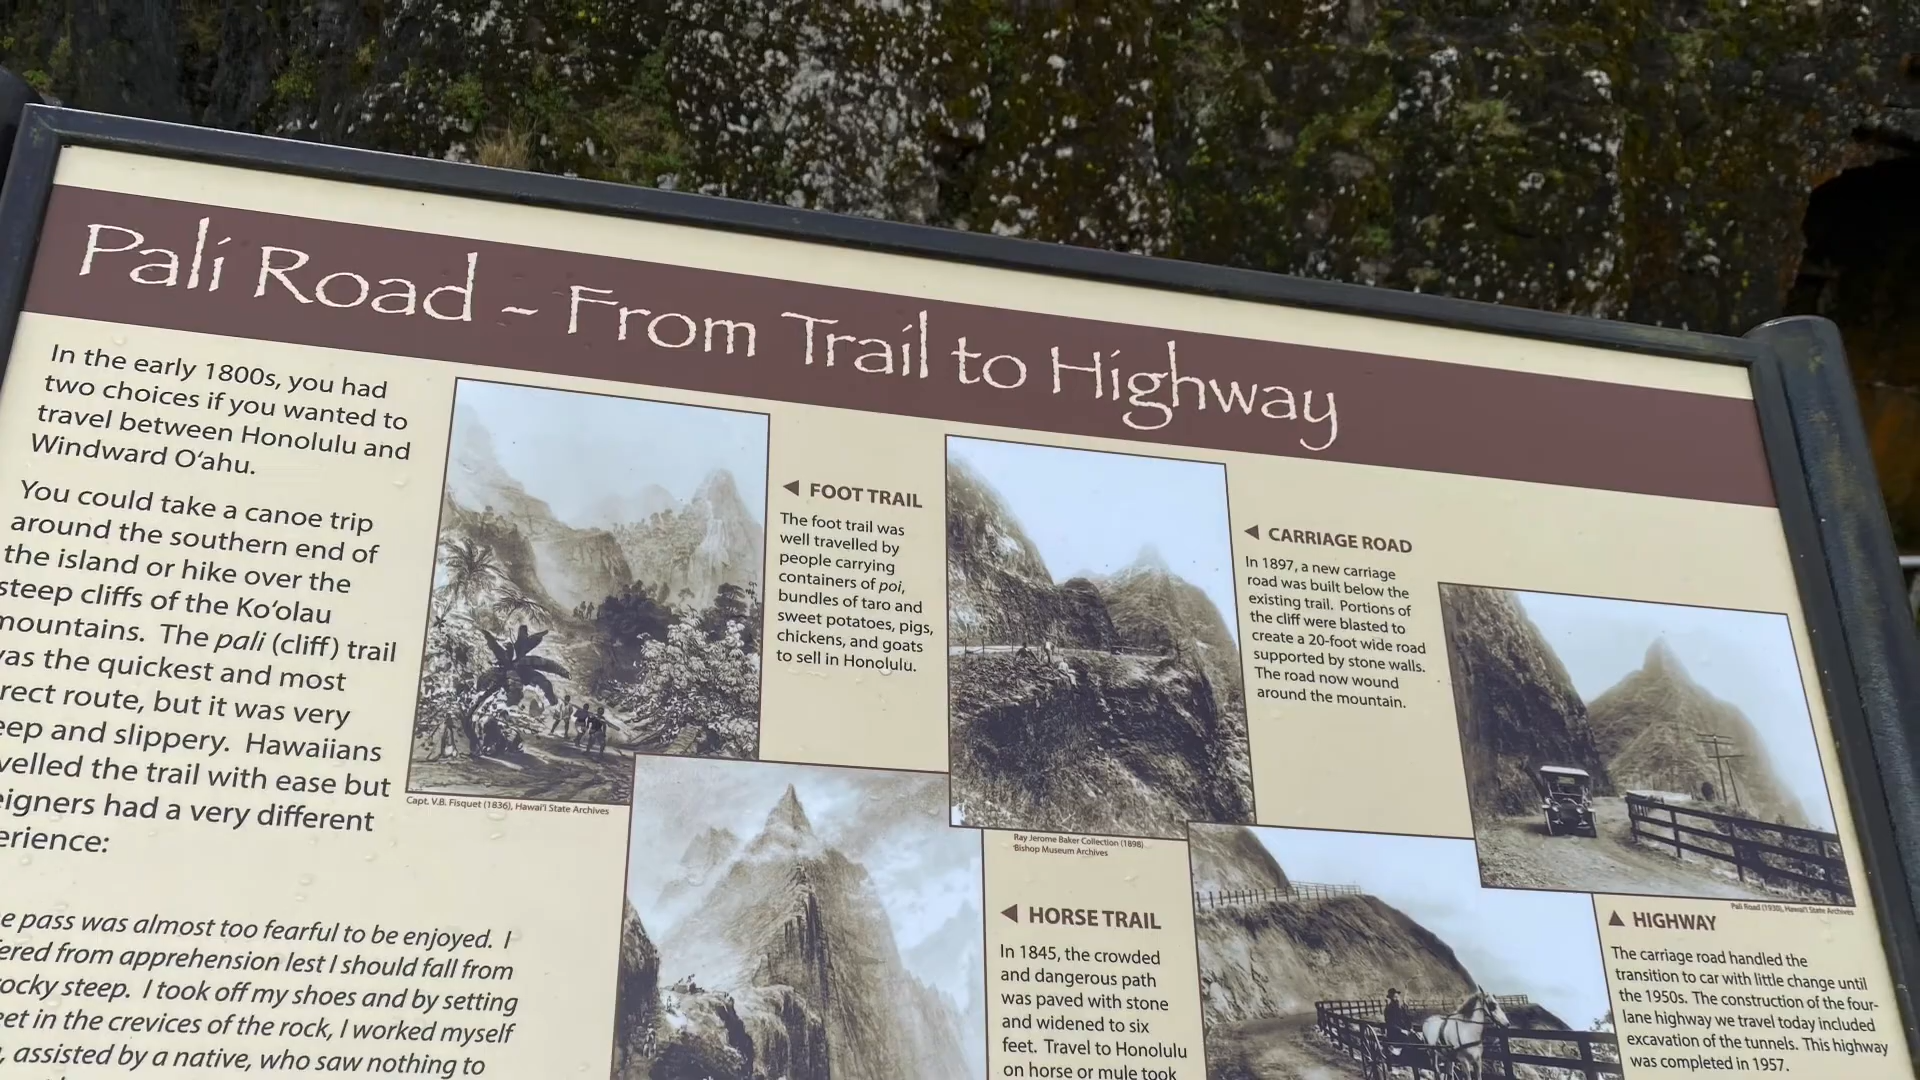 Pali Road ~ From Trail to Highway
In the early 1800s, you had
two choices if you wanted to
travel between Honolulu and
Windward Oʻahu.
You could take a canoe trip
around the southern end of
the island or hike over the
steep cliffs of the Koʻolau
mountains. The pali (cliff) trail
was the quickest and most
rect route, but it was very
eep and slippery. Hawaiians
velled the trail with ease but
eigners had a very different
erience:
e pass was almost too fearful to be enjoyed. I
fered from apprehension lest I should fall from
rocky steep. I took off my shoes and by setting
eet in the crevices of the rock, I worked myself
, assisted by a native, who saw nothing to
Capt. V.B. Fisquet (1836), Hawaiʻi State Archives
◀ FOOT TRAIL
The foot trail was
well travelled by
people carrying
containers of poi,
bundles of taro and
sweet potatoes, pigs,
chickens, and goats
to sell in Honolulu.
Ray Jerome Baker Collection (1898)
Bishop Museum Archives
◀ HORSE TRAIL
In 1845, the crowded
and dangerous path
was paved with stone
and widened to six
feet. Travel to Honolulu
on horse or mule took
◀ CARRIAGE ROAD
In 1897, a new carriage
road was built below the
existing trail. Portions of
the cliff were blasted to
create a 20-foot wide road
supported by stone walls.
The road now wound
around the mountain.
Pali Road (1930), Hawaiʻi State Archives
▲ HIGHWAY
The carriage road handled the
transition to car with little change until
the 1950s. The construction of the four-
lane highway we travel today included
excavation of the tunnels. This highway
was completed in 1957.